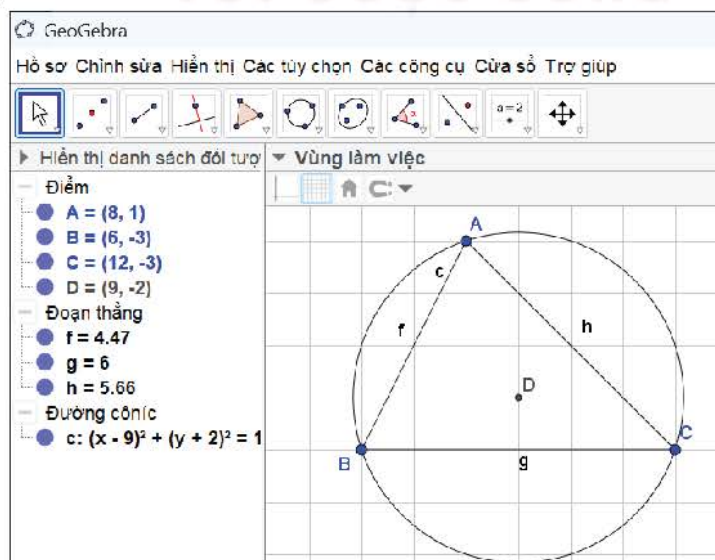 GeoGebra
Hồ sơ Chỉnh sửa Hiển thị Các tùy chọn Các công cụ Cửa sổ Trợ giúp
α
a=2
Hiển thị danh sách đối tượ
Vùng làm việc
Điểm
A = (8, 1)
B = (6, -3)
C = (12, -3)
D = (9, -2)
Đoạn thẳng
f = 4.47
g = 6
h = 5.66
Đường cônic
c: (x - 9)² + (y + 2)² = 1
A
c
f
h
D
B
g
C